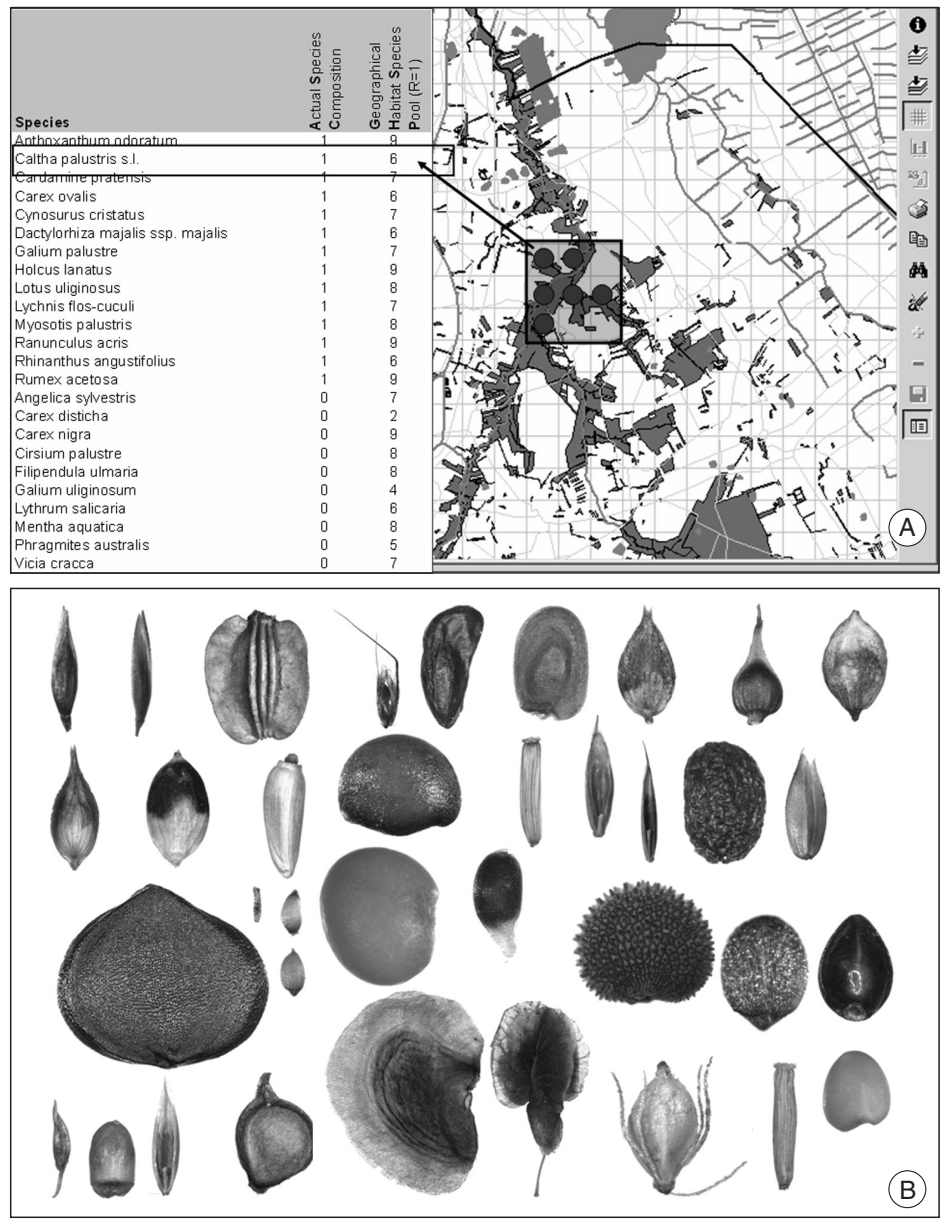 Species
Actual Species
Composition
Geographical
Habitat Species
Pool (R=1)
Anthoxanthum odoratum 1 9
Caltha palustris s.l. 1 6
Cardamine pratensis 1 7
Carex ovalis 1 6
Cynosurus cristatus 1 7
Dactylorhiza majalis ssp. majalis 1 6
Galium palustre 1 7
Holcus lanatus 1 9
Lotus uliginosus 1 8
Lychnis flos-cuculi 1 7
Myosotis palustris 1 8
Ranunculus acris 1 9
Rhinanthus angustifolius 1 6
Rumex acetosa 1 9
Angelica sylvestris 0 7
Carex disticha 0 2
Carex nigra 0 9
Cirsium palustre 0 8
Filipendula ulmaria 0 8
Galium uliginosum 0 4
Lythrum salicaria 0 6
Mentha aquatica 0 8
Phragmites australis 0 5
Vicia cracca 0 7
A
B